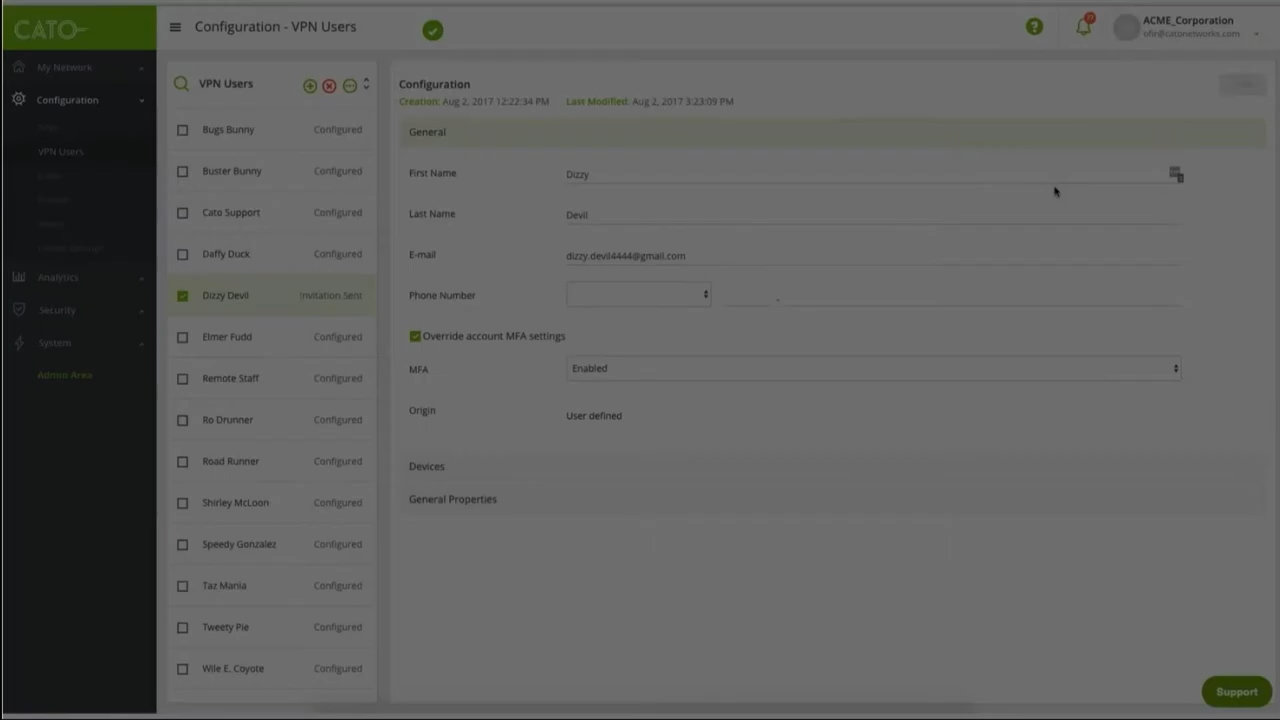 CATO
Configuration - VPN Users
ACME_Corporation
ofir@catonetworks.com
My Network
Configuration
VPN Users
Analytics
Security
System
Admin Area
VPN Users
Bugs Bunny Configured
Buster Bunny Configured
Cato Support Configured
Daffy Duck Configured
Dizzy Devil Invitation Sent
Elmer Fudd Configured
Remote Staff Configured
Ro Drunner Configured
Road Runner Configured
Shirley McLoon Configured
Speedy Gonzalez Configured
Taz Mania Configured
Tweety Pie Configured
Wile E. Coyote Configured
Configuration
Creation: Aug 2, 2017 12:22:34 PM Last Modified: Aug 2, 2017 3:23:09 PM
General
First Name Dizzy
Last Name Devil
E-mail dizzy.devil4444@gmail.com
Phone Number -
Override account MFA settings
MFA Enabled
Origin User defined
Devices
General Properties
Support